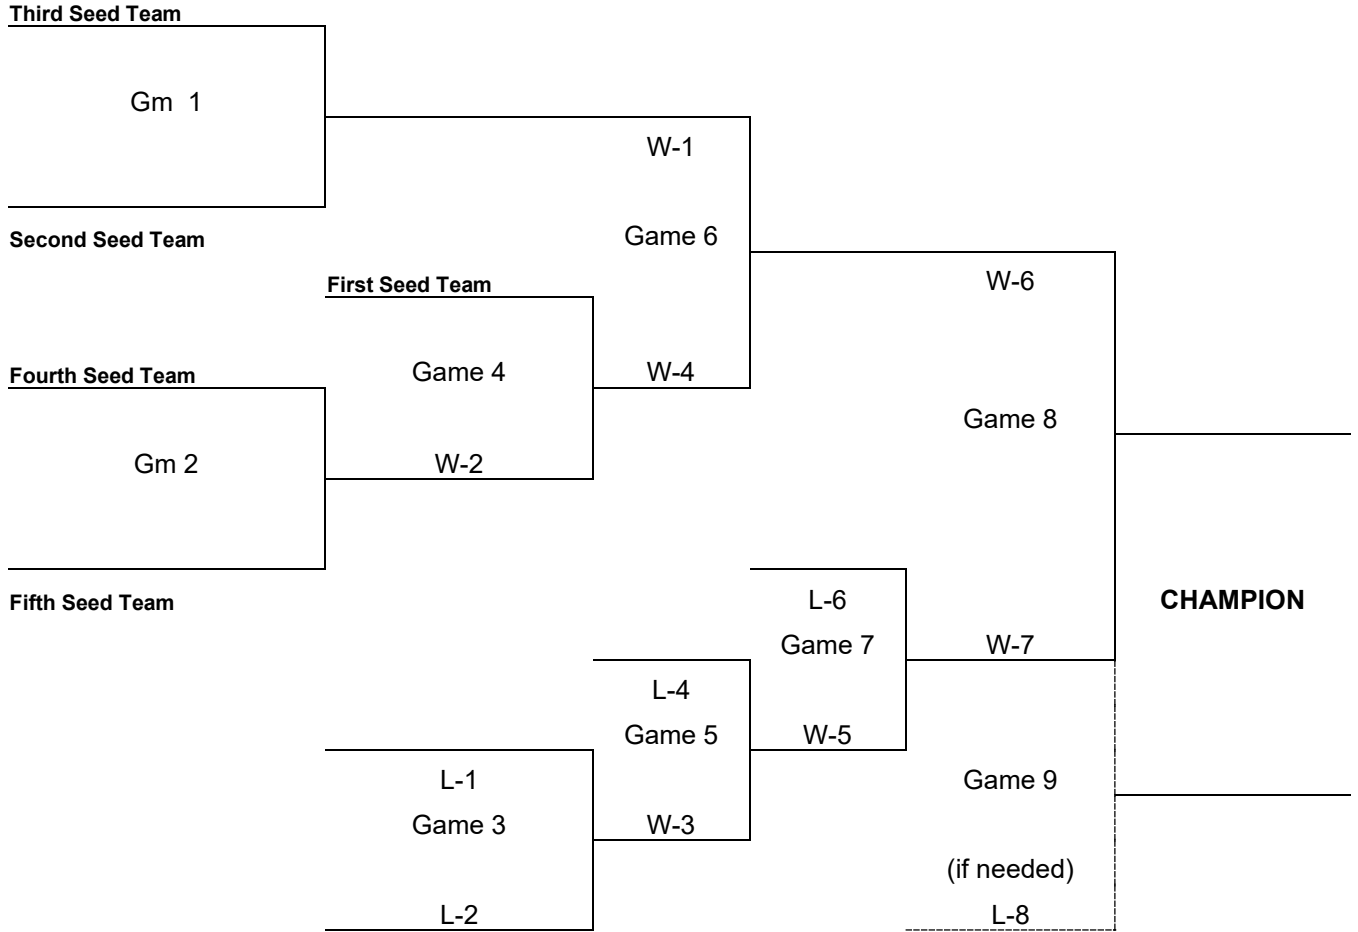 Third Seed Team
Gm 1
W-1
Second Seed Team
Game 6
First Seed Team
W-6
Fourth Seed Team
Game 4
W-4
Game 8
Gm 2
W-2
Fifth Seed Team
L-6
CHAMPION
Game 7
W-7
L-4
Game 5
W-5
L-1
Game 9
Game 3
W-3
(if needed)
L-2
L-8